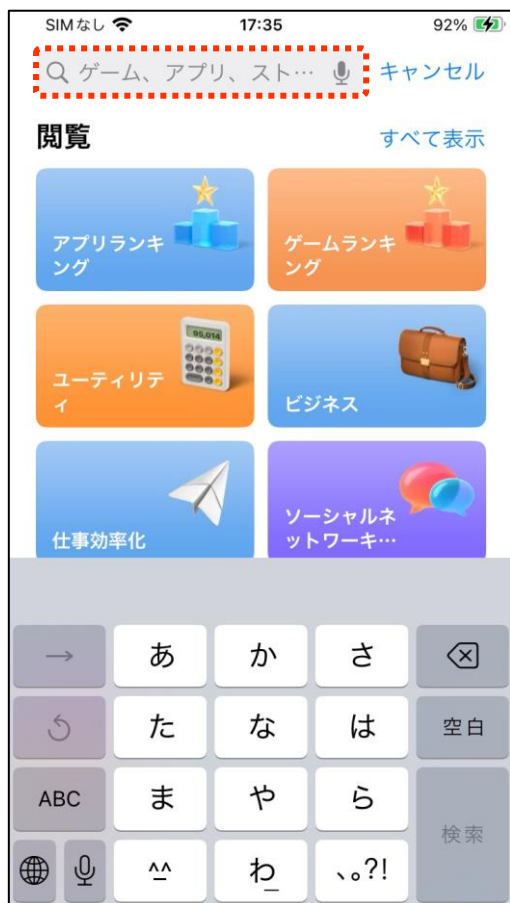 SIMなし 17:35 92%
ゲーム、アプリ、スト… キャンセル
閲覧 すべて表示
アプリランキ
ング
ゲームランキ
ング
95,014
ユーティリテ
ィ
ビジネス
仕事効率化
ソーシャルネ
ットワーキ…
→ あ か さ
た な は 空白
ABC ま や ら
検索
^^ わ_ 、。?!